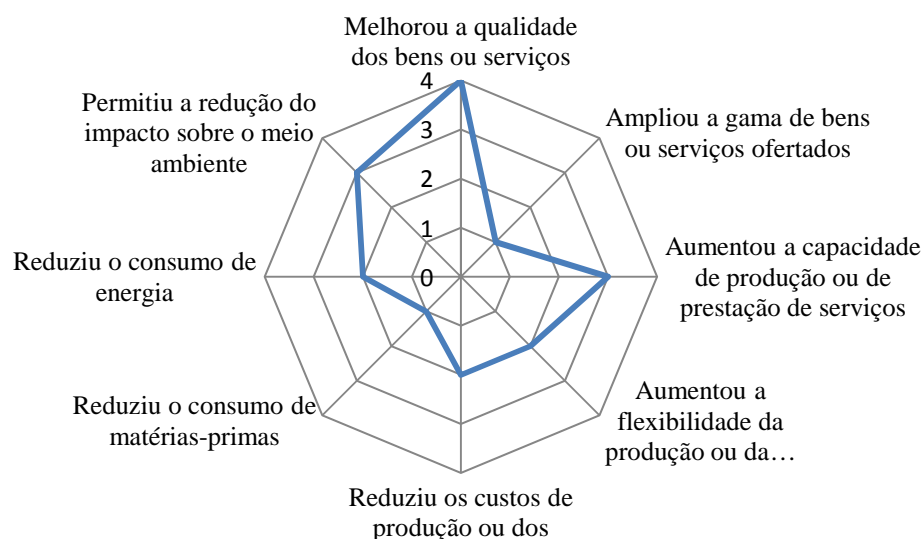 Melhorou a qualidade
dos bens ou serviços
Ampliou a gama de bens
ou serviços ofertados
Aumentou a capacidade
de produção ou de
prestação de serviços
Aumentou a
flexibilidade da
produção ou da…
Reduziu os custos de
produção ou dos
Reduziu o consumo de
matérias-primas
Reduziu o consumo de
energia
Permitiu a redução do
impacto sobre o meio
ambiente
4
3
2
1
0